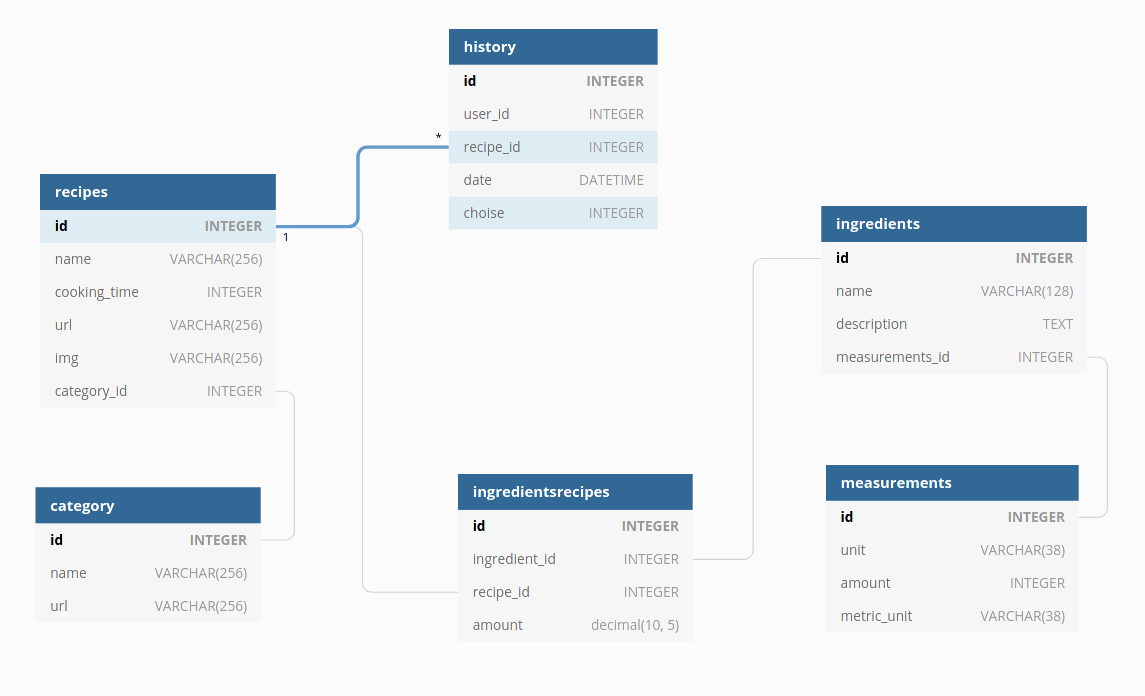 history
id INTEGER
user_id INTEGER
* recipe_id INTEGER
date DATETIME
choise INTEGER
recipes
id INTEGER 1
name VARCHAR(256)
cooking_time INTEGER
url VARCHAR(256)
img VARCHAR(256)
category_id INTEGER
ingredients
id INTEGER
name VARCHAR(128)
description TEXT
measurements_id INTEGER
category
id INTEGER
name VARCHAR(256)
url VARCHAR(256)
ingredientsrecipes
id INTEGER
ingredient_id INTEGER
recipe_id INTEGER
amount decimal(10, 5)
measurements
id INTEGER
unit VARCHAR(38)
amount INTEGER
metric_unit VARCHAR(38)